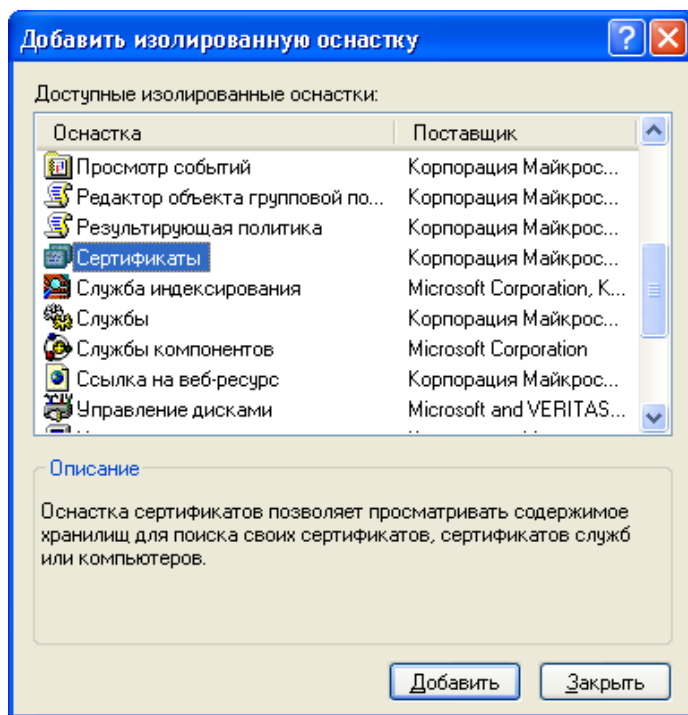 Добавить изолированную оснастку
Доступные изолированные оснастки:
Оснастка Поставщик
Просмотр событий Корпорация Майкрос...
Редактор объекта групповой по... Корпорация Майкрос...
Результирующая политика Корпорация Майкрос...
Сертификаты Корпорация Майкрос...
Служба индексирования Microsoft Corporation, К...
Службы Корпорация Майкрос...
Службы компонентов Microsoft Corporation
Ссылка на веб-ресурс Корпорация Майкрос...
Управление дисками Microsoft and VERITAS...
Описание
Оснастка сертификатов позволяет просматривать содержимое
хранилищ для поиска своих сертификатов, сертификатов служб
или компьютеров.
Добавить Закрыть